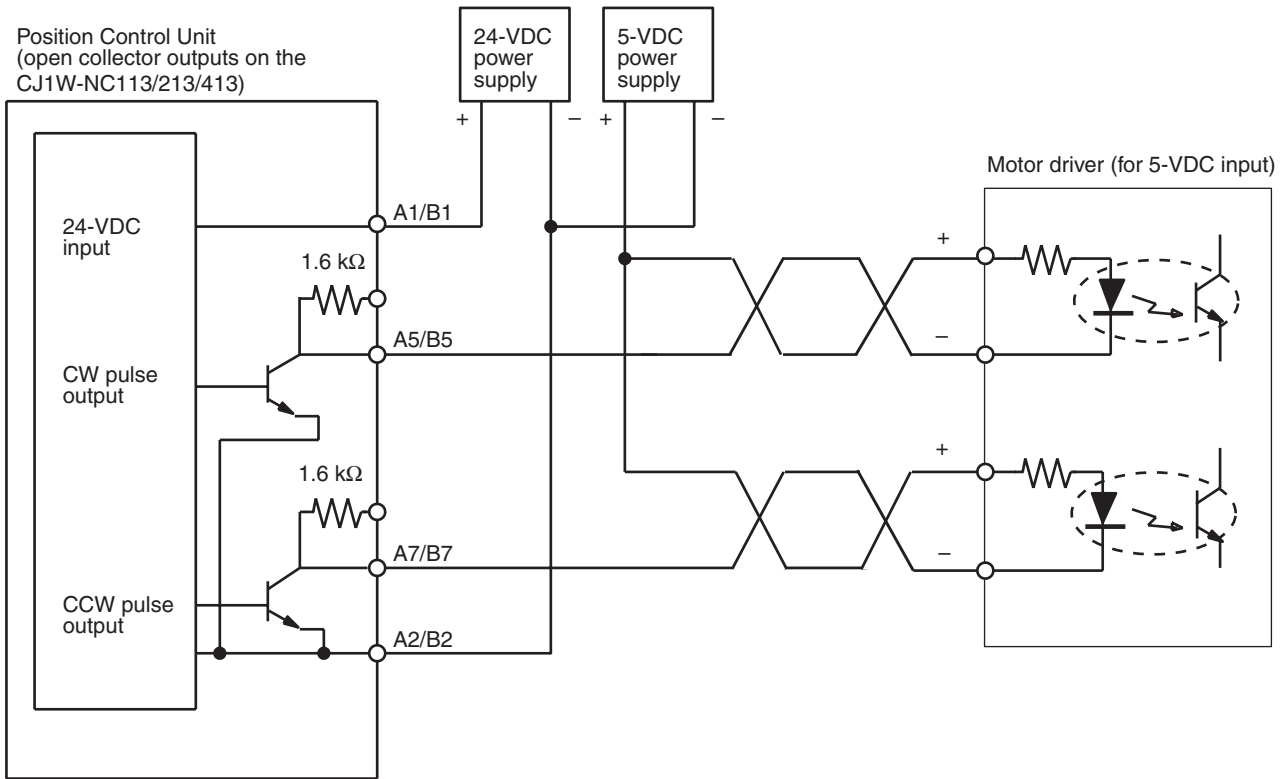 Position Control Unit
(open collector outputs on the
CJ1W-NC113/213/413)
24-VDC
power
supply
5-VDC
power
supply
+
–
+
–
Motor driver (for 5-VDC input)
24-VDC
input
A1/B1
1.6 kΩ
A5/B5
CW pulse
output
+
–
1.6 kΩ
A7/B7
CCW pulse
output
A2/B2
+
–